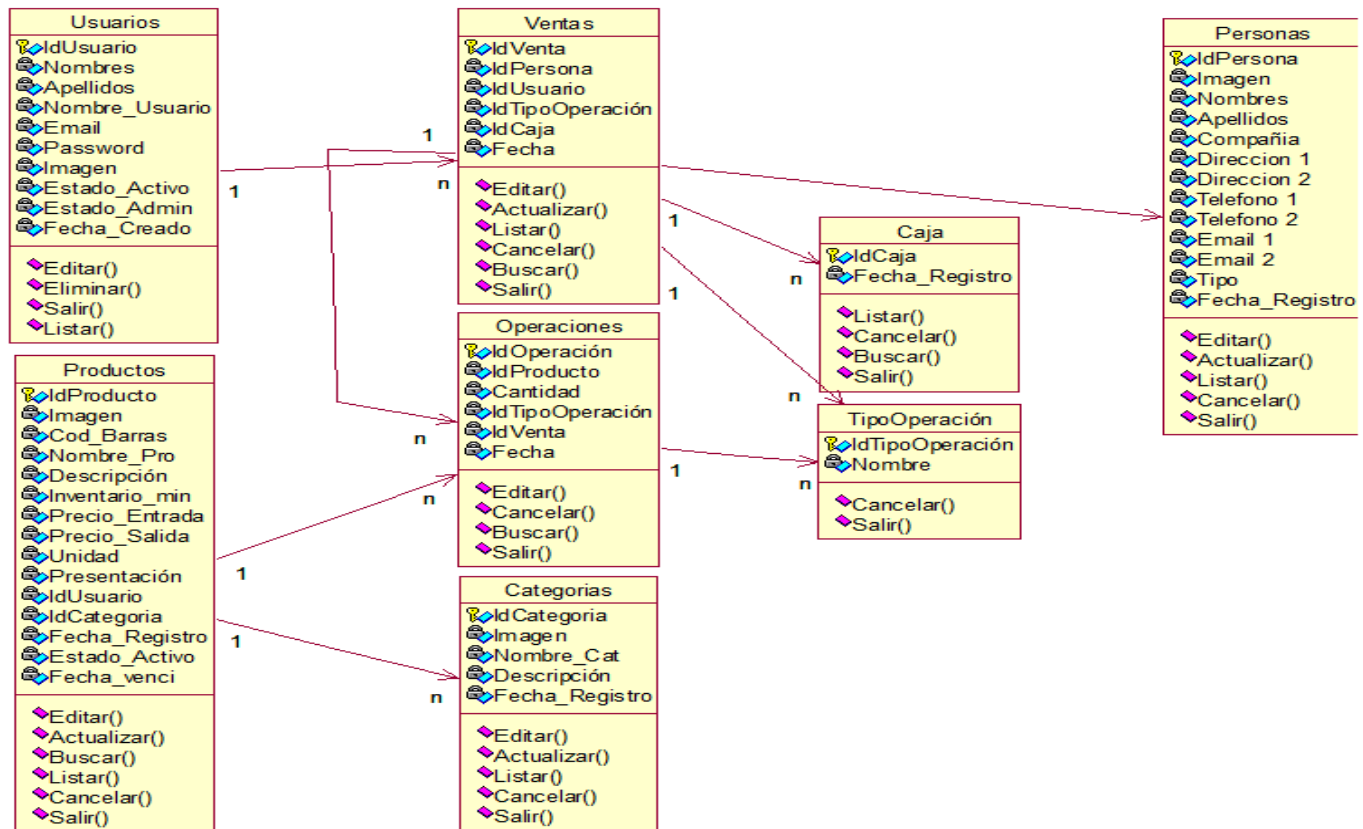 Usuarios
IdUsuario
Nombres
Apellidos
Nombre_Usuario
Email
Password
Imagen
Estado_Activo
Estado_Admin
Fecha_Creado
Editar()
Eliminar()
Salir()
Listar()
1
n
Ventas
IdVenta
IdPersona
IdUsuario
IdTipoOperación
IdCaja
Fecha
Editar()
Actualizar()
Listar()
Cancelar()
Buscar()
Salir()
1
n
1
n
1
n
Personas
IdPersona
Imagen
Nombres
Apellidos
Compañia
Direccion 1
Direccion 2
Telefono 1
Telefono 2
Email 1
Email 2
Tipo
Fecha_Registro
Editar()
Actualizar()
Listar()
Cancelar()
Salir()
Caja
IdCaja
Fecha_Registro
Listar()
Cancelar()
Buscar()
Salir()
Productos
IdProducto
Imagen
Cod_Barras
Nombre_Pro
Descripción
Inventario_min
Precio_Entrada
Precio_Salida
Unidad
Presentación
IdUsuario
IdCategoria
Fecha_Registro
Estado_Activo
Fecha_venci
Editar()
Actualizar()
Buscar()
Listar()
Cancelar()
Salir()
1
n
1
n
Operaciones
IdOperación
IdProducto
Cantidad
IdTipoOperación
IdVenta
Fecha
Editar()
Cancelar()
Buscar()
Salir()
1
n
TipoOperación
IdTipoOperación
Nombre
Cancelar()
Salir()
Categorias
IdCategoria
Imagen
Nombre_Cat
Descripción
Fecha_Registro
Editar()
Actualizar()
Listar()
Cancelar()
Salir()